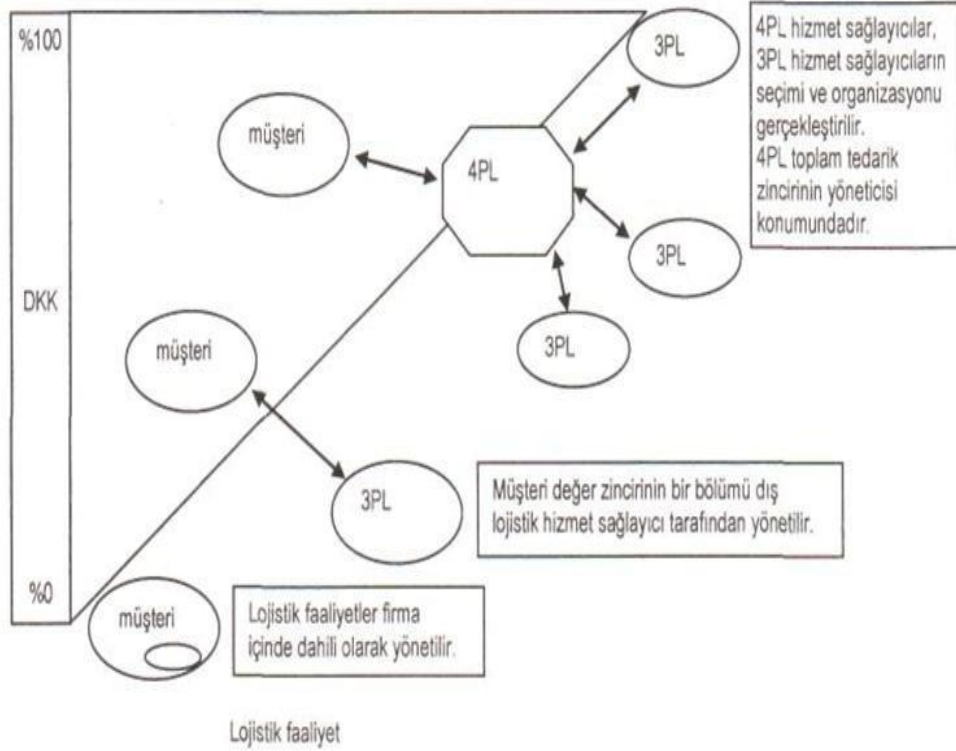 %100
3PL
4PL hizmet sağlayıcılar,
3PL hizmet sağlayıcıların
seçimi ve organizasyonu
gerçekleştirilir.
4PL toplam tedarik
zincirinin yöneticisi
konumundadır.
müşteri
4PL
3PL
DKK
müşteri
3PL
3PL
Müşteri değer zincirinin bir bölümü dış
lojistik hizmet sağlayıcı tarafından yönetilir.
%0
müşteri
Lojistik faaliyetler firma
içinde dahili olarak yönetilir.
Lojistik faaliyet